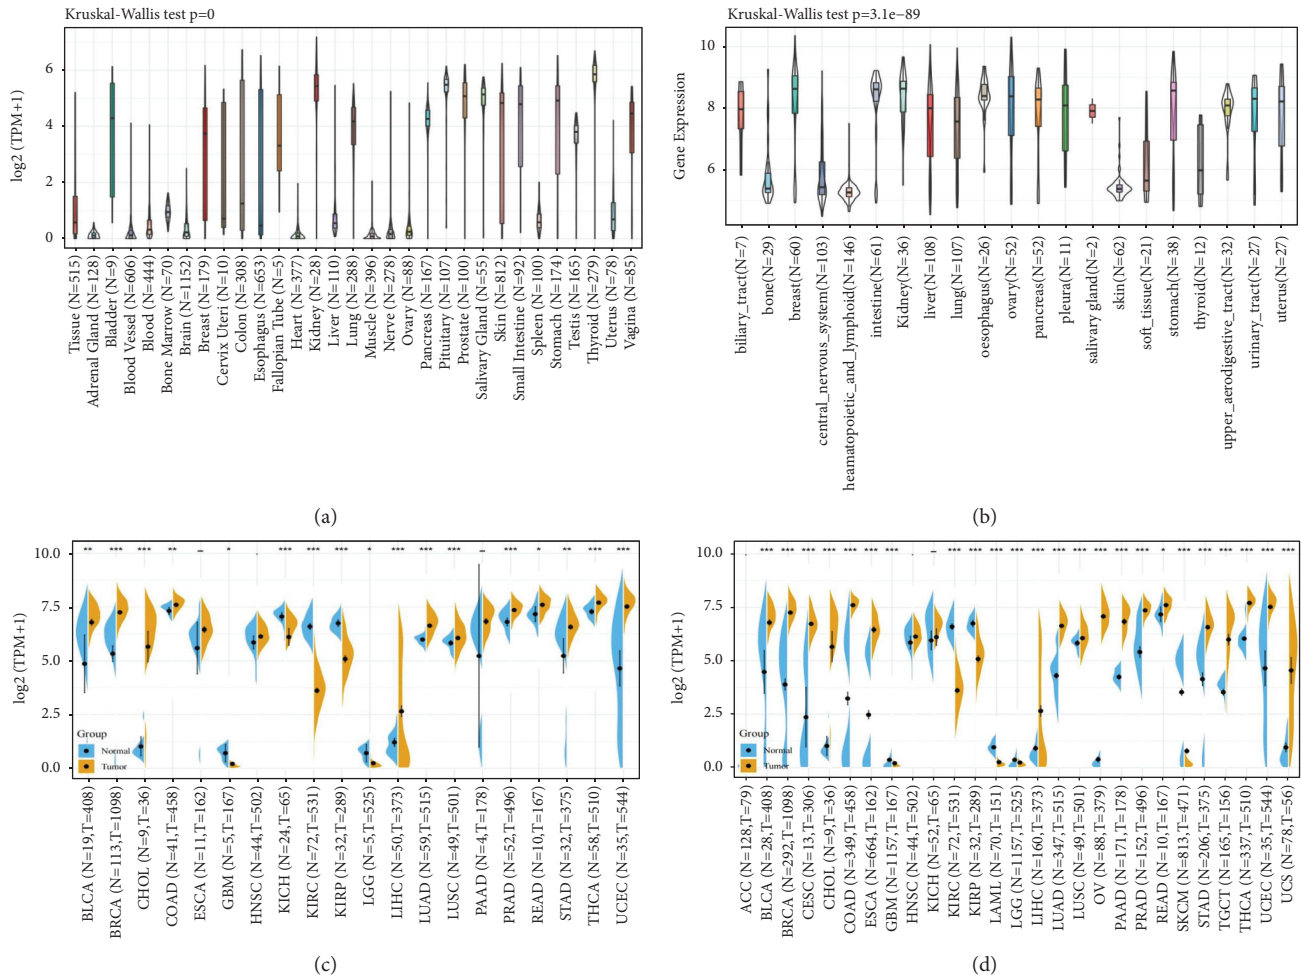 Kruskal-Wallis test p=0
log2 (TPM+1)
6
4
2
0
Tissue (N=515)
Adrenal Gland (N=128)
Bladder (N=9)
Blood Vessel (N=606)
Blood (N=444)
Bone Marrow (N=70)
Brain (N=1152)
Breast (N=179)
Cervix Uteri (N=10)
Colon (N=308)
Esophagus (N=653)
Fallopian Tube (N=5)
Heart (N=377)
Kidney (N=28)
Liver (N=110)
Lung (N=288)
Muscle (N=396)
Nerve (N=278)
Ovary (N=88)
Pancreas (N=167)
Pituitary (N=107)
Prostate (N=100)
Salivary Gland (N=55)
Skin (N=812)
Small Intestine (N=92)
Spleen (N=100)
Stomach (N=174)
Testis (N=165)
Thyroid (N=279)
Uterus (N=78)
Vagina (N=85)
(a)
Kruskal-Wallis test p=3.1e−89
Gene Expression
10
8
6
biliary_tract(N=7)
bone(N=29)
breast(N=60)
central_nervous_system(N=103)
heamatopoietic_and_lymphoid(N=146)
intestine(N=61)
Kidney(N=36)
liver(N=108)
lung(N=107)
oesophagus(N=26)
ovary(N=52)
pancreas(N=52)
pleura(N=11)
salivary gland(N=2)
skin(N=62)
soft_tissue(N=21)
stomach(N=38)
thyroid(N=12)
upper_aerodigestive_tract(N=32)
urinary_tract(N=27)
uterus(N=27)
(b)
log2 (TPM+1)
10.0
7.5
5.0
2.5
0.0
** *** *** ** – * . *** *** *** * *** *** *** – *** * ** *** ***
Group
Normal
Tumor
BLCA (N=19,T=408)
BRCA (N=113,T=1098)
CHOL (N=9,T=36)
COAD (N=41,T=458)
ESCA (N=11,T=162)
GBM (N=5,T=167)
HNSC (N=44,T=502)
KICH (N=24,T=65)
KIRC (N=72,T=531)
KIRP (N=32,T=289)
LGG (N=5,T=525)
LIHC (N=50,T=373)
LUAD (N=59,T=515)
LUSC (N=49,T=501)
PAAD (N=4,T=178)
PRAD (N=52,T=496)
READ (N=10,T=167)
STAD (N=32,T=375)
THCA (N=58,T=510)
UCEC (N=35,T=544)
(c)
log2 (TPM+1)
10.0
7.5
5.0
2.5
0.0
. *** *** *** *** *** *** *** . – *** *** *** *** *** *** *** *** *** *** * *** *** *** *** *** ***
Group
Normal
Tumor
ACC (N=128,T=79)
BLCA (N=28,T=408)
BRCA (N=292,T=1098)
CESC (N=13,T=306)
CHOL (N=9,T=36)
COAD (N=349,T=458)
ESCA (N=664,T=162)
GBM (N=1157,T=167)
HNSC (N=44,T=502)
KICH (N=52,T=65)
KIRC (N=72,T=531)
KIRP (N=32,T=289)
LAML (N=70,T=151)
LGG (N=1157,T=525)
LIHC (N=160,T=373)
LUAD (N=347,T=515)
LUSC (N=49,T=501)
OV (N=88,T=379)
PAAD (N=171,T=178)
PRAD (N=152,T=496)
READ (N=10,T=167)
SKCM (N=813,T=471)
STAD (N=206,T=375)
TGCT (N=165,T=156)
THCA (N=337,T=510)
UCEC (N=35,T=544)
UCS (N=78,T=56)
(d)